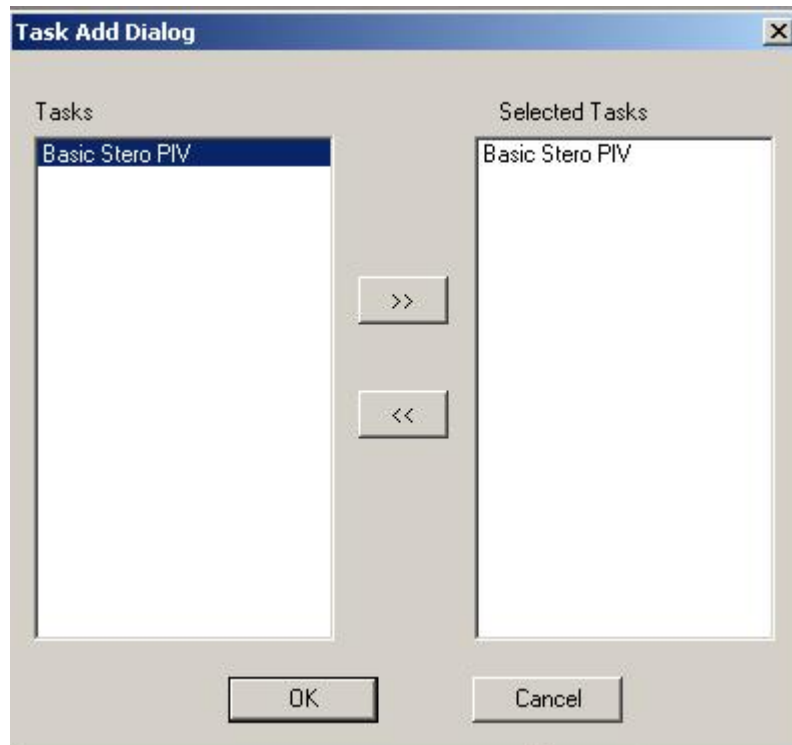 Task Add Dialog
Tasks
Selected Tasks
Basic Stero PIV
Basic Stero PIV
>>
<<
OK
Cancel